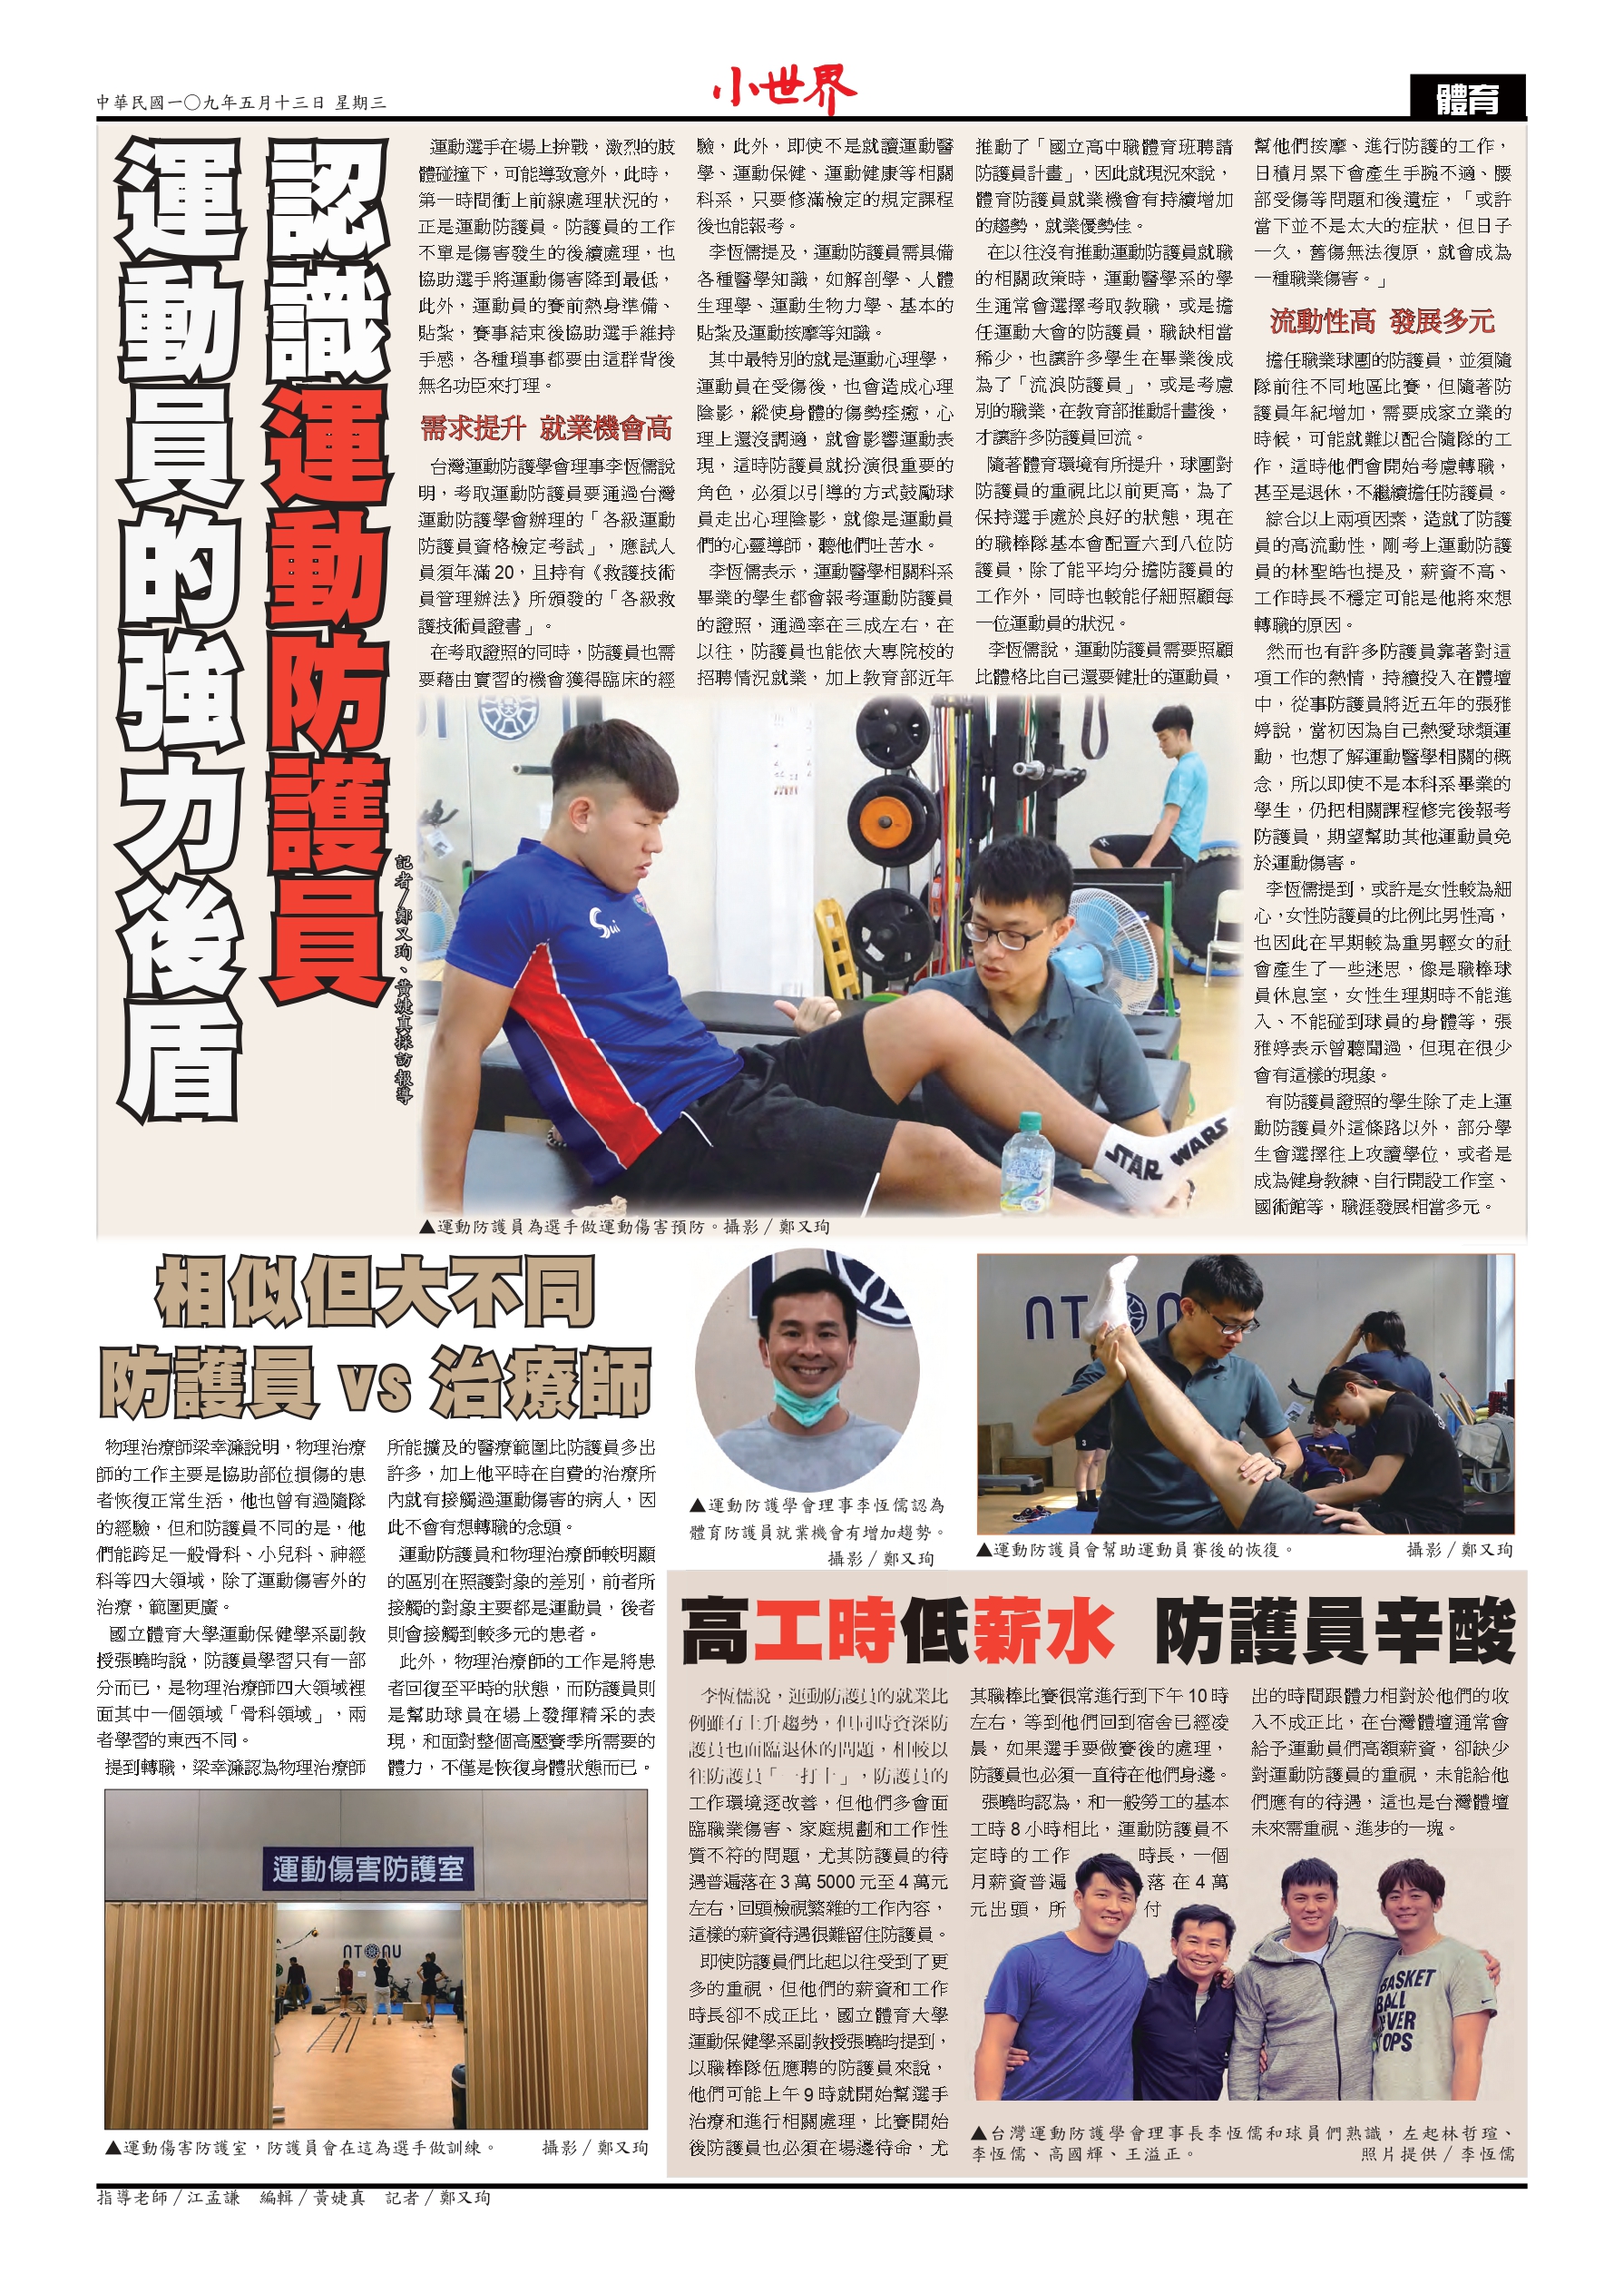 中華民國一〇九年五月十三日 星期三
小世界
體育
認識運動防護員
運動員的強力後盾
記者／鄭又珣、黃婕真採訪報導
運動選手在場上拚戰，激烈的肢
體碰撞下，可能導致意外，此時，
第一時間衝上前線處理狀況的，
正是運動防護員。防護員的工作
不單是傷害發生的後續處理，也
協助選手將運動傷害降到最低，
此外，運動員的賽前熱身準備、
貼紮，賽事結束後協助選手維持
手感，各種瑣事都要由這群背後
無名功臣來打理。
需求提升 就業機會高
台灣運動防護學會理事李恆儒說
明，考取運動防護員要通過台灣
運動防護學會辦理的「各級運動
防護員資格檢定考試」，應試人
員須年滿 20，且持有《救護技術
員管理辦法》所頒發的「各級救
護技術員證書」。
在考取證照的同時，防護員也需
要藉由實習的機會獲得臨床的經
驗，此外，即使不是就讀運動醫
學、運動保健、運動健康等相關
科系，只要修滿檢定的規定課程
後也能報考。
李恆儒提及，運動防護員需具備
各種醫學知識，如解剖學、人體
生理學、運動生物力學、基本的
貼紮及運動按摩等知識。
其中最特別的就是運動心理學，
運動員在受傷後，也會造成心理
陰影，縱使身體的傷勢痊癒，心
理上還沒調適，就會影響運動表
現，這時防護員就扮演很重要的
角色，必須以引導的方式鼓勵球
員走出心理陰影，就像是運動員
們的心靈導師，聽他們吐苦水。
李恆儒表示，運動醫學相關科系
畢業的學生都會報考運動防護員
的證照，通過率在三成左右，在
以往，防護員也能依大專院校的
招聘情況就業，加上教育部近年
推動了「國立高中職體育班聘請
防護員計畫」，因此就現況來說，
體育防護員就業機會有持續增加
的趨勢，就業優勢佳。
在以往沒有推動運動防護員就職
的相關政策時，運動醫學系的學
生通常會選擇考取教職，或是擔
任運動大會的防護員，職缺相當
稀少，也讓許多學生在畢業後成
為了「流浪防護員」，或是考慮
別的職業，在教育部推動計畫後，
才讓許多防護員回流。
隨著體育環境有所提升，球團對
防護員的重視比以前更高，為了
保持選手處於良好的狀態，現在
的職棒隊基本會配置六到八位防
護員，除了能平均分擔防護員的
工作外，同時也較能仔細照顧每
一位運動員的狀況。
李恆儒說，運動防護員需要照顧
比體格比自己還要健壯的運動員，
幫他們按摩、進行防護的工作，
日積月累下會產生手腕不適、腰
部受傷等問題和後遺症，「或許
當下並不是太大的症狀，但日子
一久，舊傷無法復原，就會成為
一種職業傷害。」
流動性高 發展多元
擔任職業球團的防護員，並須隨
隊前往不同地區比賽，但隨著防
護員年紀增加，需要成家立業的
時候，可能就難以配合隨隊的工
作，這時他們會開始考慮轉職，
甚至是退休，不繼續擔任防護員。
綜合以上兩項因素，造就了防護
員的高流動性，剛考上運動防護
員的林聖皓也提及，薪資不高、
工作時長不穩定可能是他將來想
轉職的原因。
然而也有許多防護員靠著對這
項工作的熱情，持續投入在體壇
中，從事防護員將近五年的張雅
婷說，當初因為自己熱愛球類運
動，也想了解運動醫學相關的概
念，所以即使不是本科系畢業的
學生，仍把相關課程修完後報考
防護員，期望幫助其他運動員免
於運動傷害。
李恆儒提到，或許是女性較為細
心，女性防護員的比例比男性高，
也因此在早期較為重男輕女的社
會產生了一些迷思，像是職棒球
員休息室，女性生理期時不能進
入、不能碰到球員的身體等，張
雅婷表示曾聽聞過，但現在很少
會有這樣的現象。
有防護員證照的學生除了走上運
動防護員外這條路以外，部分學
生會選擇往上攻讀學位，或者是
成為健身教練、自行開設工作室、
國術館等，職涯發展相當多元。
Sui
STAR WARS
▲運動防護員為選手做運動傷害預防。攝影／鄭又珣
相似但大不同
防護員 vs 治療師
物理治療師梁幸濂說明，物理治療
師的工作主要是協助部位損傷的患
者恢復正常生活，他也曾有過隨隊
的經驗，但和防護員不同的是，他
們能跨足一般骨科、小兒科、神經
科等四大領域，除了運動傷害外的
治療，範圍更廣。
國立體育大學運動保健學系副教
授張曉昀說，防護員學習只有一部
分而已，是物理治療師四大領域裡
面其中一個領域「骨科領域」，兩
者學習的東西不同。
提到轉職，梁幸濂認為物理治療師
所能擴及的醫療範圍比防護員多出
許多，加上他平時在自費的治療所
內就有接觸過運動傷害的病人，因
此不會有想轉職的念頭。
運動防護員和物理治療師較明顯
的區別在照護對象的差別，前者所
接觸的對象主要都是運動員，後者
則會接觸到較多元的患者。
此外，物理治療師的工作是將患
者回復至平時的狀態，而防護員則
是幫助球員在場上發揮精采的表
現，和面對整個高壓賽季所需要的
體力，不僅是恢復身體狀態而已。
運動傷害防護室
NTNU
▲運動傷害防護室，防護員會在這為選手做訓練。 攝影／鄭又珣
▲運動防護學會理事李恆儒認為
體育防護員就業機會有增加趨勢。
攝影／鄭又珣
NTNU
▲運動防護員會幫助運動員賽後的恢復。 攝影／鄭又珣
高工時低薪水 防護員辛酸
李恆儒說，運動防護員的就業比
例雖有上升趨勢，但同時資深防
護員也面臨退休的問題，相較以
往防護員「一打十」，防護員的
工作環境逐改善，但他們多會面
臨職業傷害、家庭規劃和工作性
質不符的問題，尤其防護員的待
遇普遍落在 3 萬 5000 元至 4 萬元
左右，回頭檢視繁雜的工作內容，
這樣的薪資待遇很難留住防護員。
即使防護員們比起以往受到了更
多的重視，但他們的薪資和工作
時長卻不成正比，國立體育大學
運動保健學系副教授張曉昀提到，
以職棒隊伍應聘的防護員來說，
他們可能上午 9 時就開始幫選手
治療和進行相關處理，比賽開始
後防護員也必須在場邊待命，尤
其職棒比賽很常進行到下午 10 時
左右，等到他們回到宿舍已經凌
晨，如果選手要做賽後的處理，
防護員也必須一直待在他們身邊。
張曉昀認為，和一般勞工的基本
工時 8 小時相比，運動防護員不
定時的工作時長，一個
月薪資普遍落在 4 萬
元出頭，所付
出的時間跟體力相對於他們的收
入不成正比，在台灣體壇通常會
給予運動員們高額薪資，卻缺少
對運動防護員的重視，未能給他
們應有的待遇，這也是台灣體壇
未來需重視、進步的一塊。
BASKET
BALL
EVER
OPS
▲台灣運動防護學會理事長李恆儒和球員們熟識，左起林哲瑄、
李恆儒、高國輝、王溢正。 照片提供／李恆儒
指導老師／江孟謙 編輯／黃婕真 記者／鄭又珣